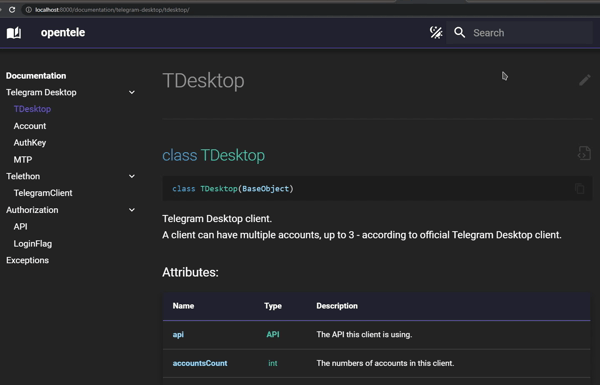 localhost:8000/documentation/telegram-desktop/tdesktop/
opentele
Search
Documentation
Telegram Desktop
TDesktop
Account
AuthKey
MTP
Telethon
TelegramClient
Authorization
API
LoginFlag
Exceptions
TDesktop
class TDesktop
class TDesktop(BaseObject)
Telegram Desktop client.
A client can have multiple accounts, up to 3 - according to official Telegram Desktop client.
Attributes:
Name Type Description
api API The API this client is using.
accountsCount int The numbers of accounts in this client.